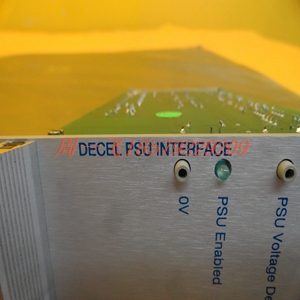 DECEL PSU INTERFACE
0V
PSU Enabled
PSU Voltage De